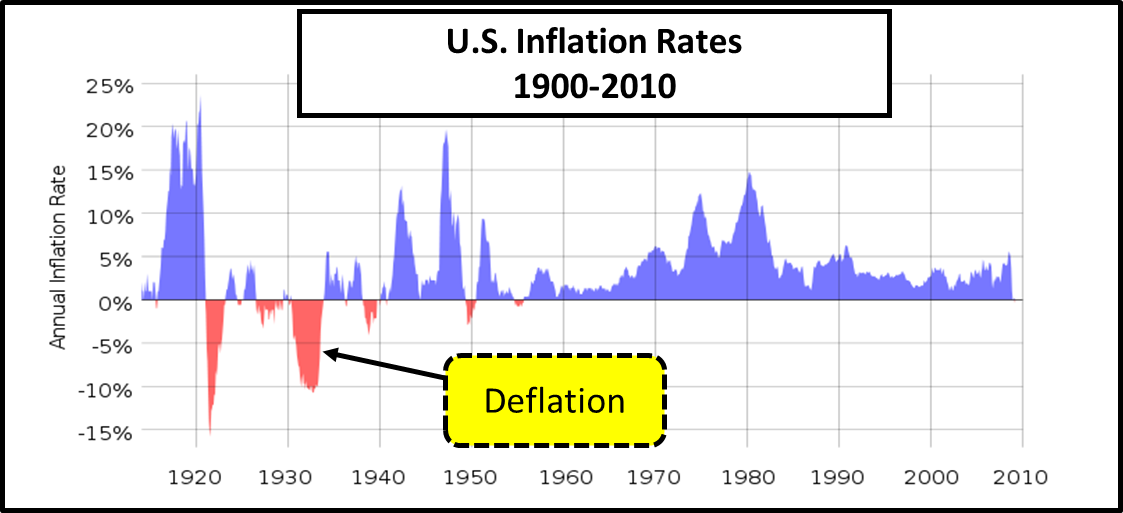 U.S. Inflation Rates
1900-2010
Annual Inflation Rate
25%
20%
15%
10%
5%
0%
-5%
-10%
-15%
Deflation
1920 1930 1940 1950 1960 1970 1980 1990 2000 2010